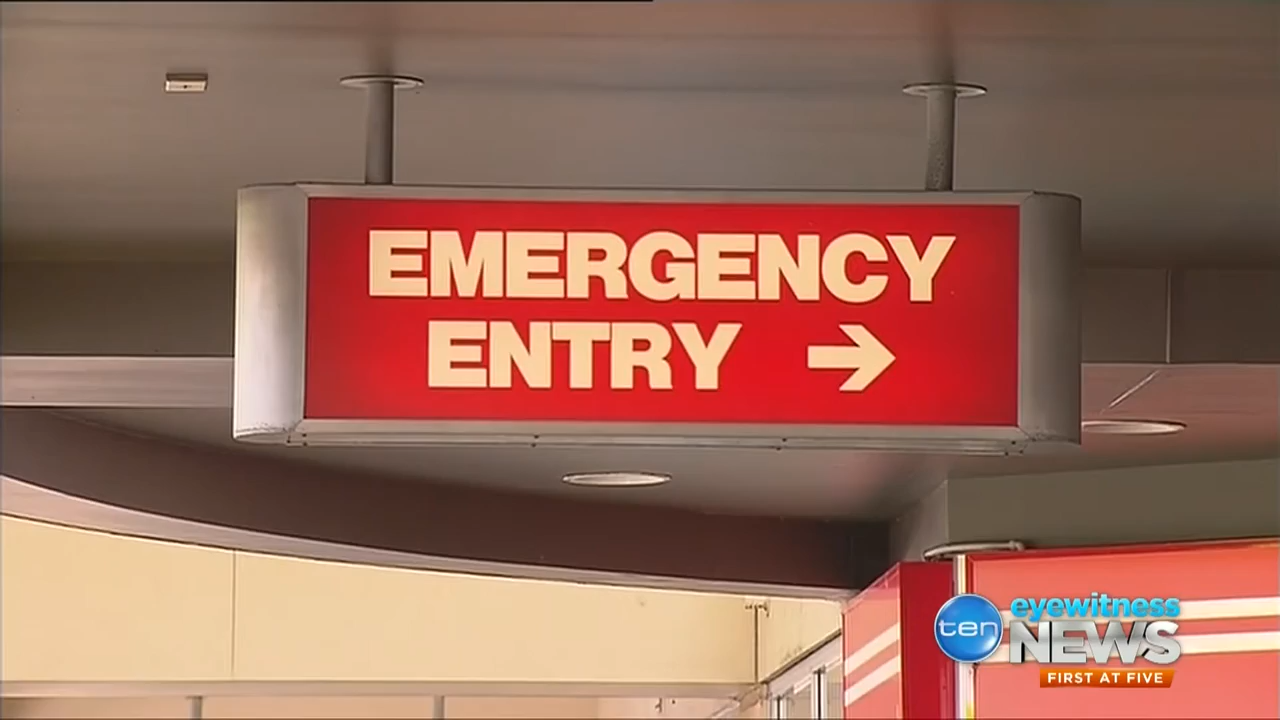 EMERGENCY
ENTRY →
ten
eyewitness
NEWS
FIRST AT FIVE